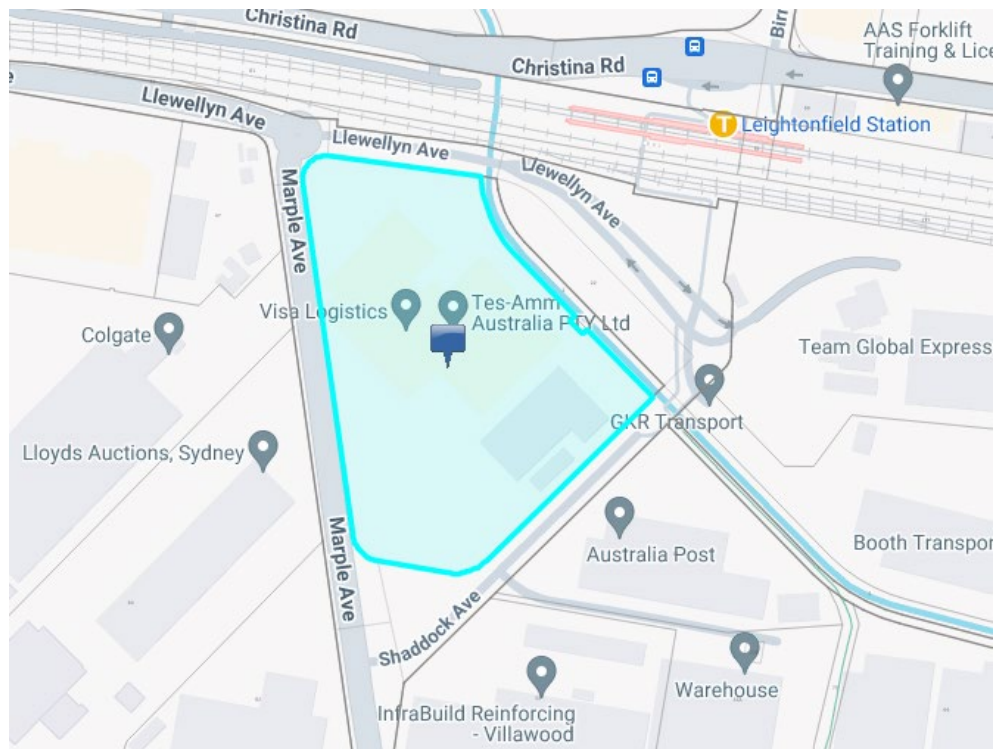 Christina Rd
Christina Rd
AAS Forklift
Training & Lice
Leightonfield Station
Llewellyn Ave
Llewellyn Ave
Llewellyn Ave
Marple Ave
Visa Logistics
Tes-Amm
Australia PTY Ltd
Colgate
Team Global Express
GKR Transport
Lloyds Auctions, Sydney
Marple Ave
Australia Post
Booth Transpor
Shaddock Ave
Warehouse
InfraBuild Reinforcing
- Villawood